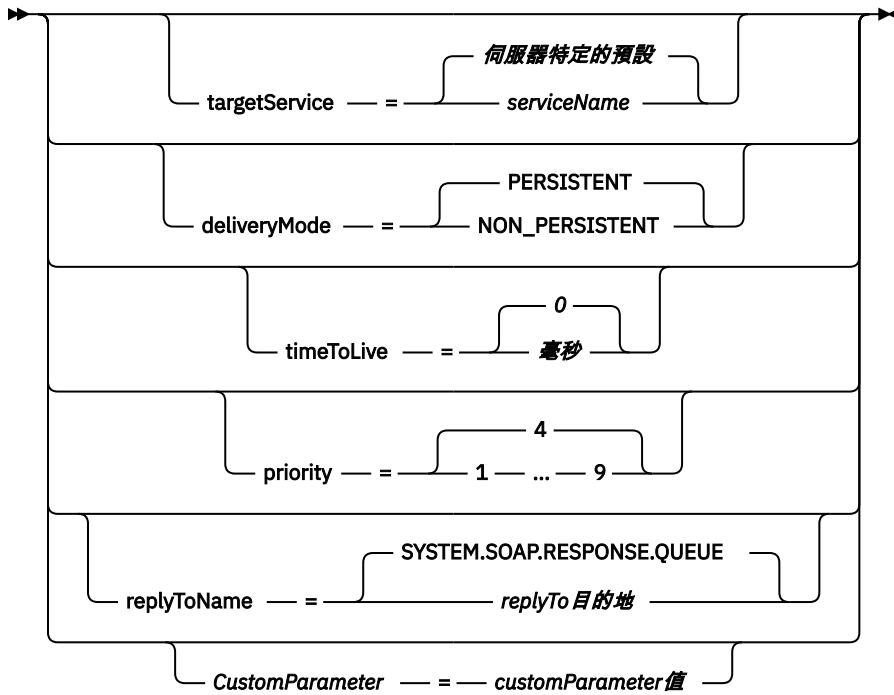 伺服器特定的預設
targetService = serviceName
PERSISTENT
deliveryMode = NON_PERSISTENT
0
timeToLive = 毫秒
4
priority = 1 ... 9
SYSTEM.SOAP.RESPONSE.QUEUE
replyToName = replyTo目的地
CustomParameter = customParameter值